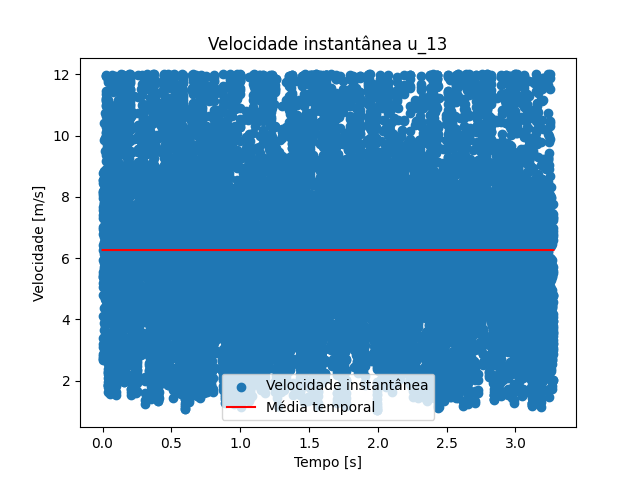 Velocidade instantânea u_13
12
10
8
6
4
2
Velocidade [m/s]
Velocidade instantânea
Média temporal
0.0 0.5 1.0 1.5 2.0 2.5 3.0
Tempo [s]